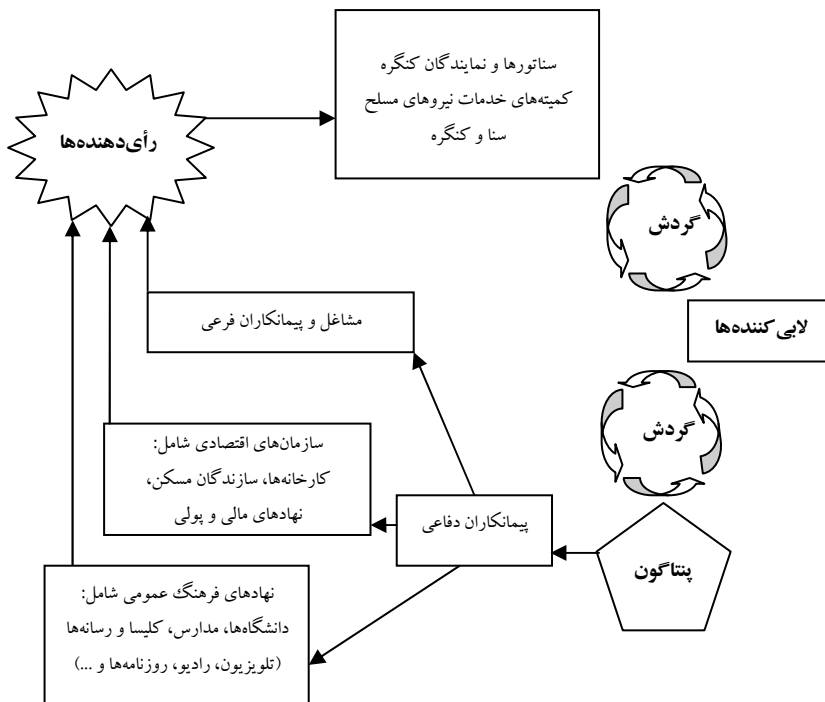 سناتورها و نمایندگان کنگره
کمیته‌های خدمات نیروهای مسلح
سنا و کنگره
رأی‌دهنده‌ها
گردش
مشاغل و پیمانکاران فرعی
لابی‌کننده‌ها
گردش
سازمان‌های اقتصادی شامل:
کارخانه‌ها، سازندگان مسکن،
نهادهای مالی و پولی
پیمانکاران دفاعی
پنتاگون
نهادهای فرهنگ عمومی شامل:
دانشگاه‌ها، مدارس، کلیسا و رسانه‌ها
(تلویزیون، رادیو، روزنامه‌ها و ...)